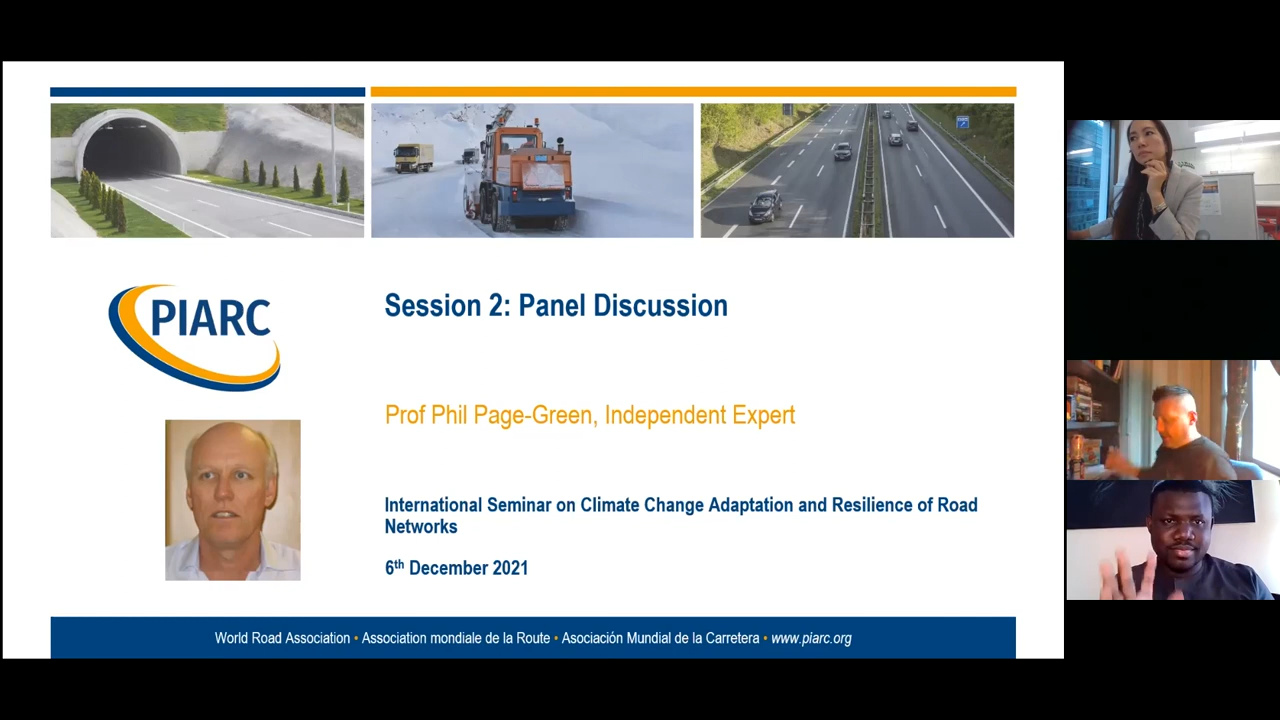 PIARC
Session 2: Panel Discussion
Prof Phil Page-Green, Independent Expert
International Seminar on Climate Change Adaptation and Resilience of Road
Networks
6th December 2021
World Road Association • Association mondiale de la Route • Asociación Mundial de la Carretera • www.piarc.org